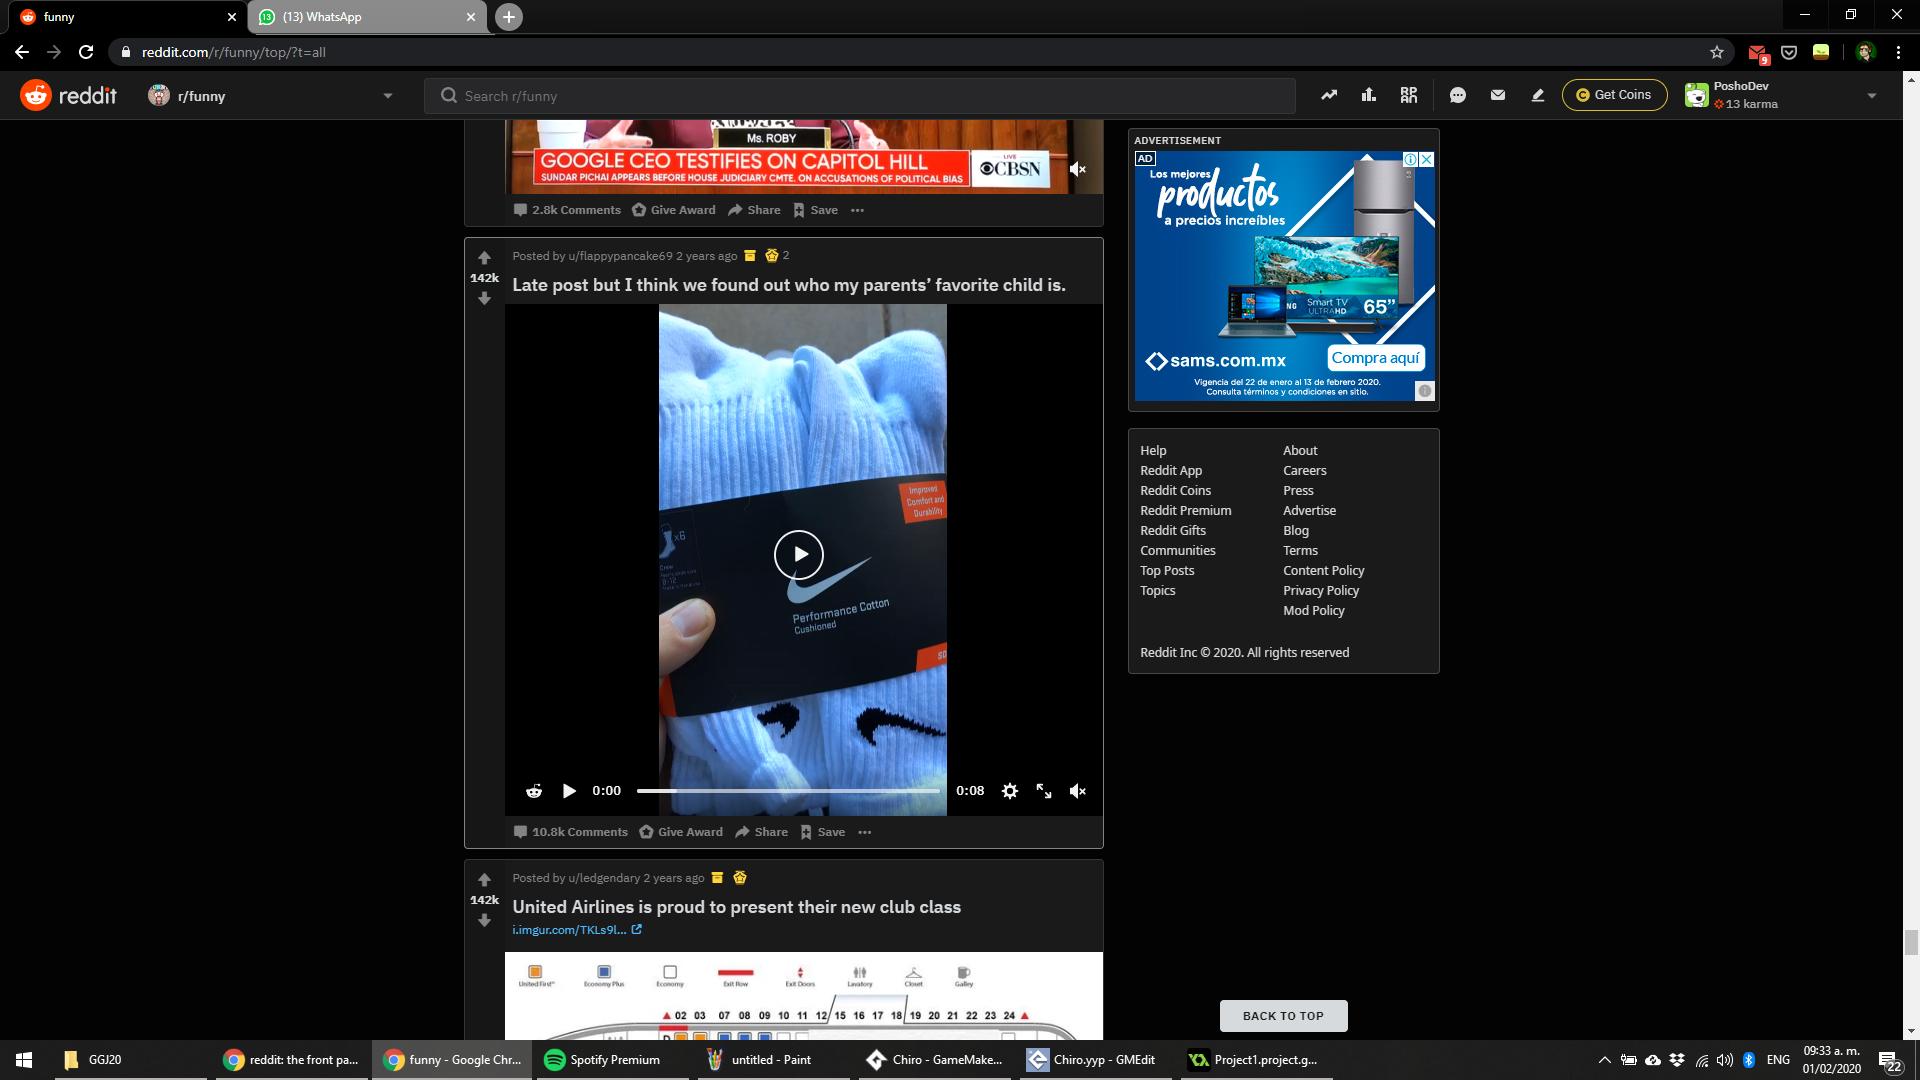 funny
(13) WhatsApp
reddit.com/r/funny/top/?t=all
9
reddit
r/funny
Search r/funny
Get Coins
PoshoDev
13 karma
Ms. ROBY
GOOGLE CEO TESTIFIES ON CAPITOL HILL
SUNDAR PICHAI APPEARS BEFORE HOUSE JUDICIARY CMTE. ON ACCUSATIONS OF POLITICAL BIAS
LIVE
CBSN
2.8k Comments
Give Award
Share
Save
Posted by u/flappypancake69 2 years ago
2
142k
Late post but I think we found out who my parents’ favorite child is.
Improved
Comfort and
Durability
x6
Performance Cotton
Cushioned
0:00
0:08
10.8k Comments
Give Award
Share
Save
Posted by u/ledgendary 2 years ago
142k
United Airlines is proud to present their new club class
i.imgur.com/TKLs9l...
United First
Economy Plus
Economy
Exit Row
Exit Doors
Lavatory
Closet
Galley
02 03 07 08 09 10 11 12 15 16 17 18 19 20 21 22 23 24
ADVERTISEMENT
AD
Los mejores
productos
a precios increíbles
Smart TV
ULTRAHD
65”
sams.com.mx
Compra aquí
Vigencia del 22 de enero al 13 de febrero 2020.
Consulta términos y condiciones en sitio.
Help
Reddit App
Reddit Coins
Reddit Premium
Reddit Gifts
Communities
Top Posts
Topics
About
Careers
Press
Advertise
Blog
Terms
Content Policy
Privacy Policy
Mod Policy
Reddit Inc © 2020. All rights reserved
BACK TO TOP
GGJ20
reddit: the front pa...
funny - Google Chr...
Spotify Premium
untitled - Paint
Chiro - GameMake...
Chiro.yyp - GMEdit
Project1.project.g...
ENG
09:33 a. m.
01/02/2020
22